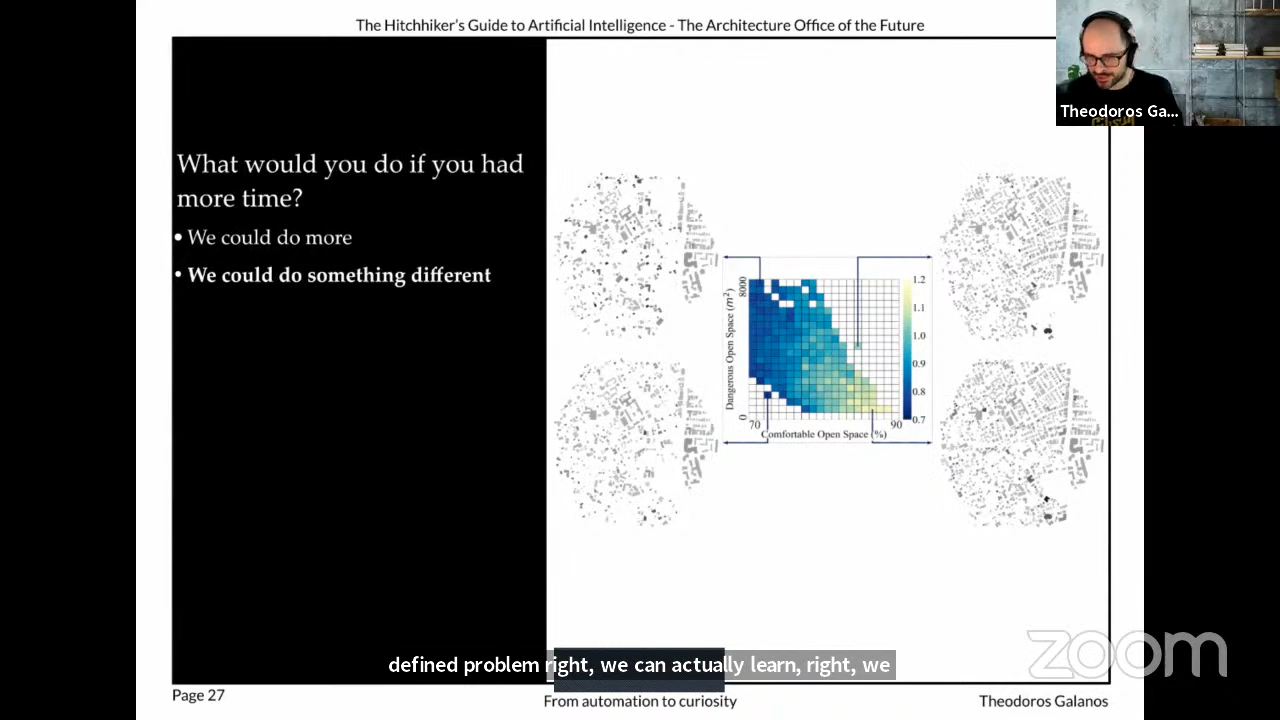 The Hitchhiker's Guide to Artificial Intelligence - The Architecture Office of the Future
Theodoros Ga...
What would you do if you had
more time?
• We could do more
• We could do something different
Dangerous Open Space (m²)
8000
0
70
90
Comfortable Open Space (%)
1.2
1.1
1.0
0.9
0.8
0.7
zoom
defined problem right, we can actually learn, right, we
Page 27
From automation to curiosity
Theodoros Galanos